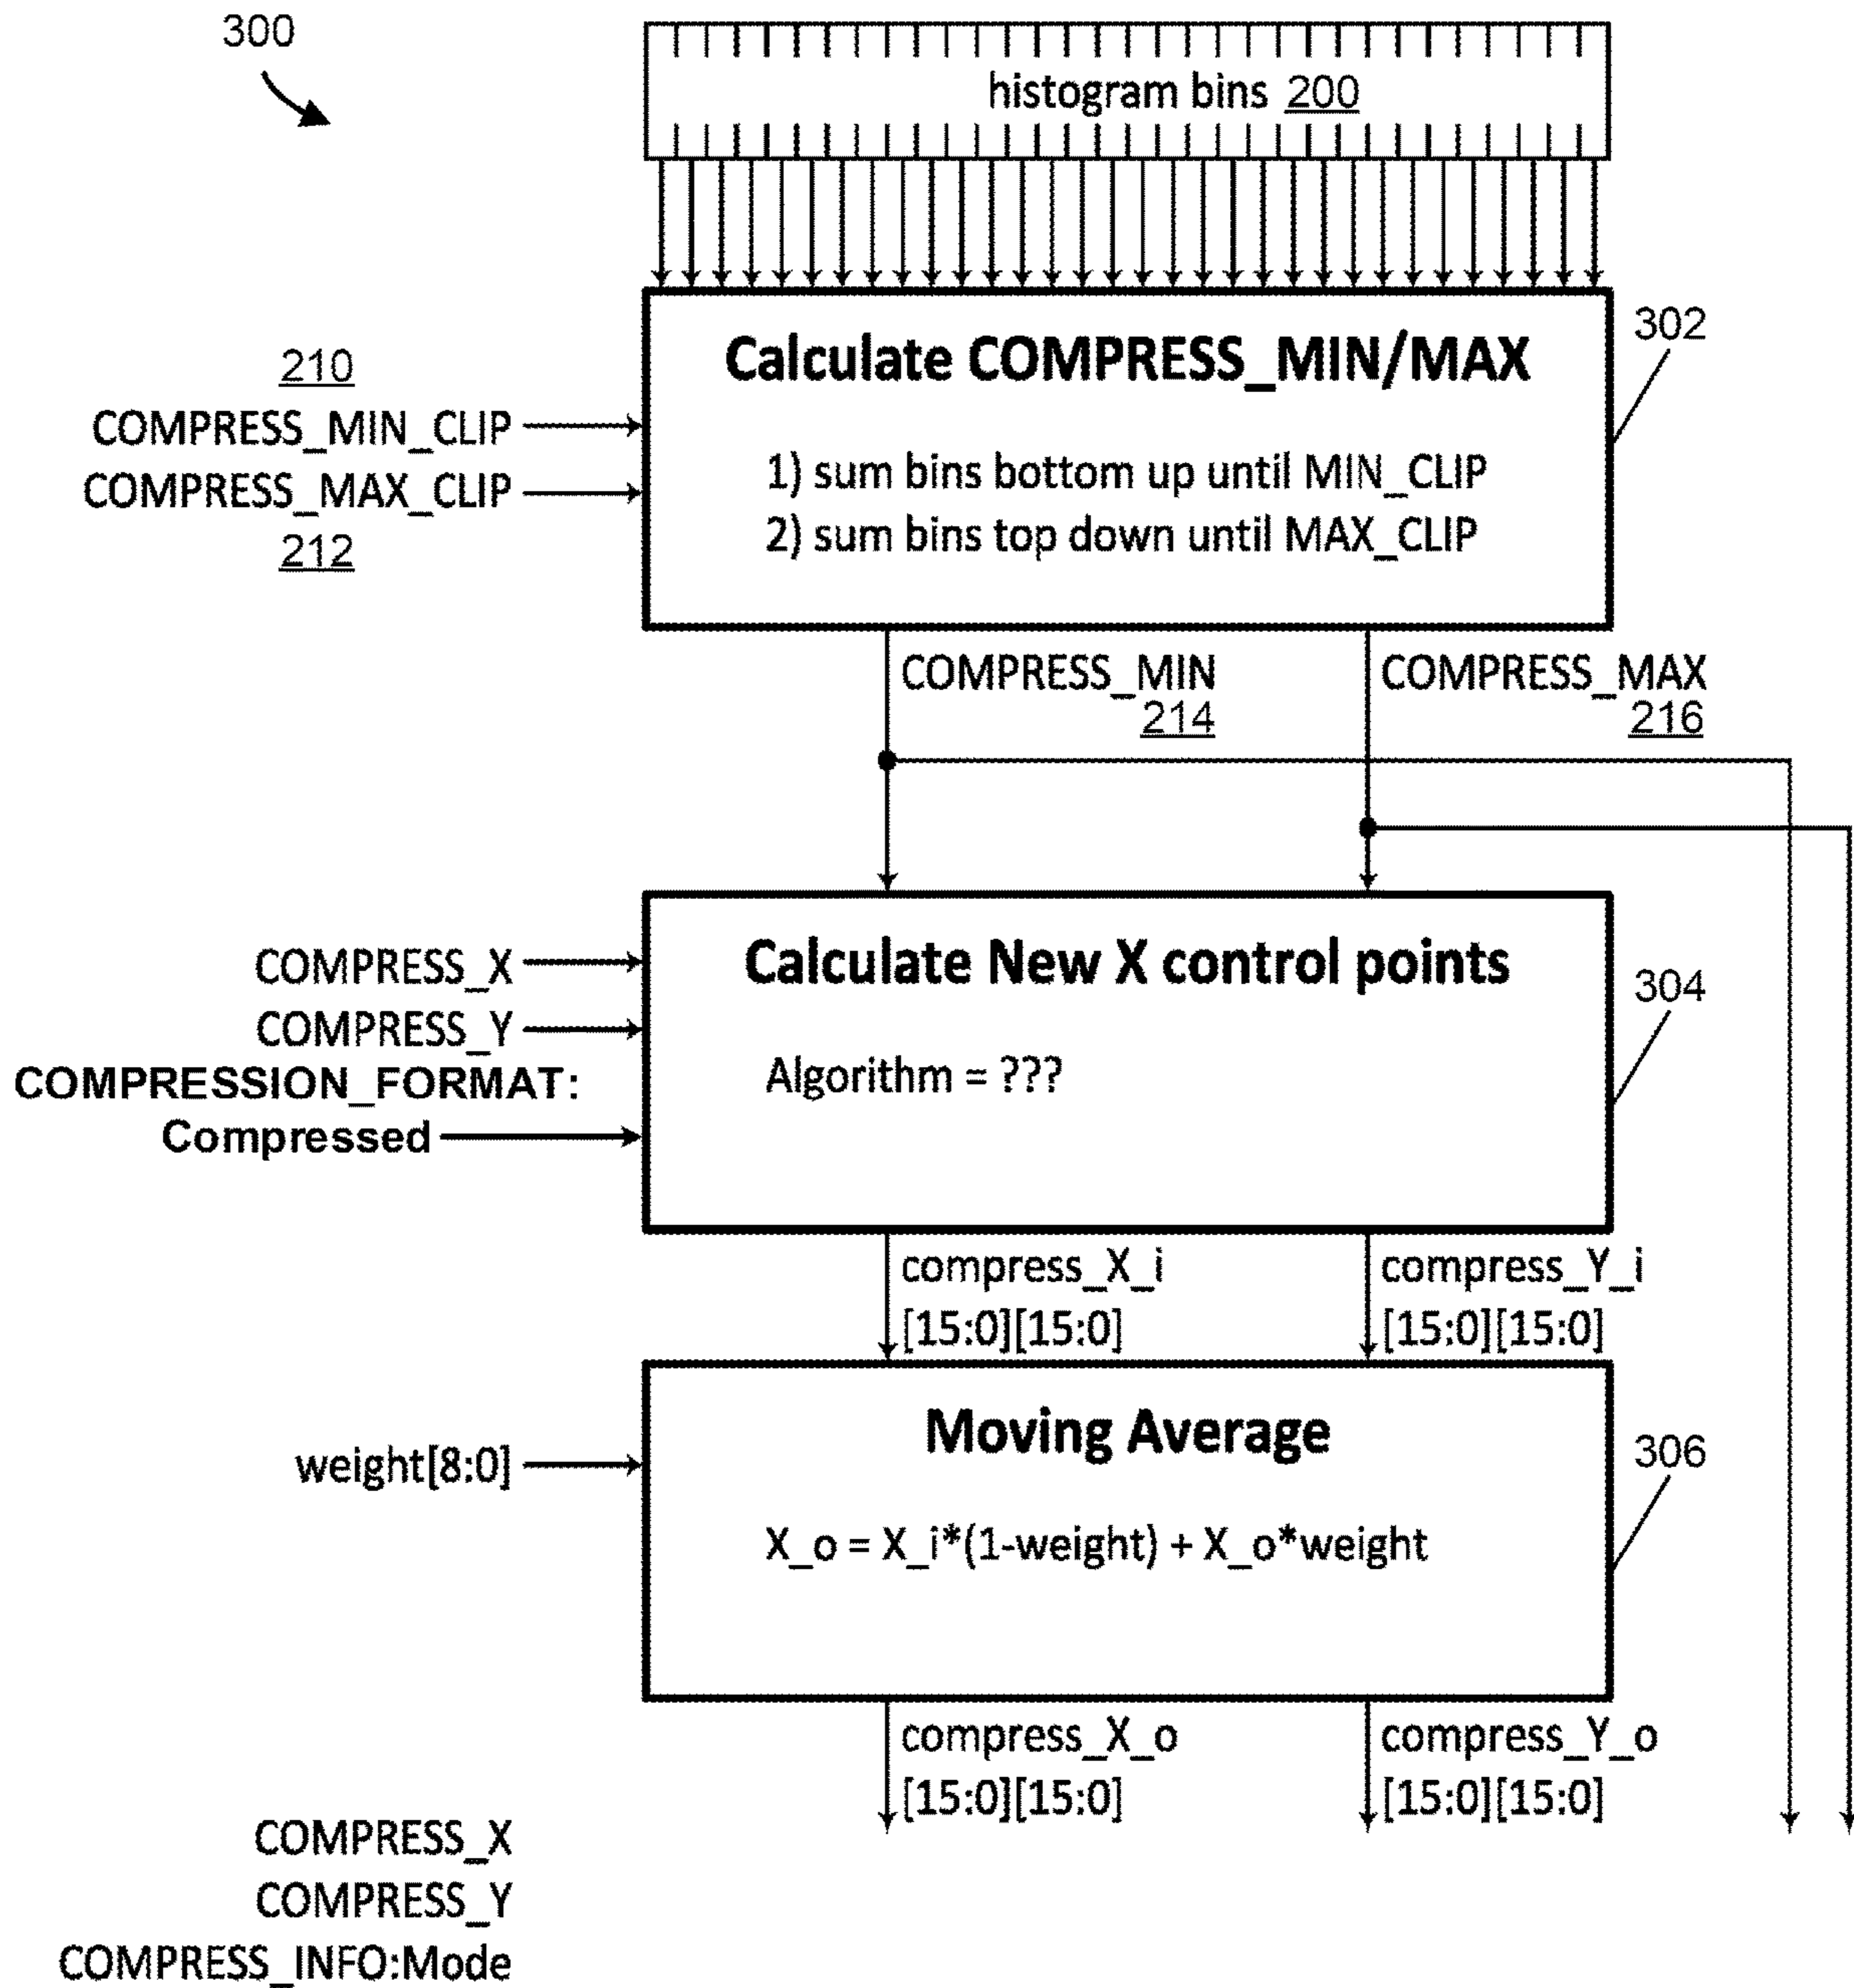 300
histogram bins 200
302
Calculate COMPRESS_MIN/MAX
210
COMPRESS_MIN_CLIP
1) sum bins bottom up until MIN_CLIP
COMPRESS_MAX_CLIP
2) sum bins top down until MAX_CLIP
212
COMPRESS_MIN
214
COMPRESS_MAX
216
COMPRESS_X
Calculate New X control points
304
COMPRESS_Y
Algorithm = ???
COMPRESSION_FORMAT:
Compressed
compress_X_i
[15:0][15:0]
compress_Y_i
[15:0][15:0]
Moving Average
306
weight[8:0]
X_o = X_i*(1-weight) + X_o*weight
compress_X_o
[15:0][15:0]
compress_Y_o
[15:0][15:0]
COMPRESS_X
COMPRESS_Y
COMPRESS_INFO:Mode